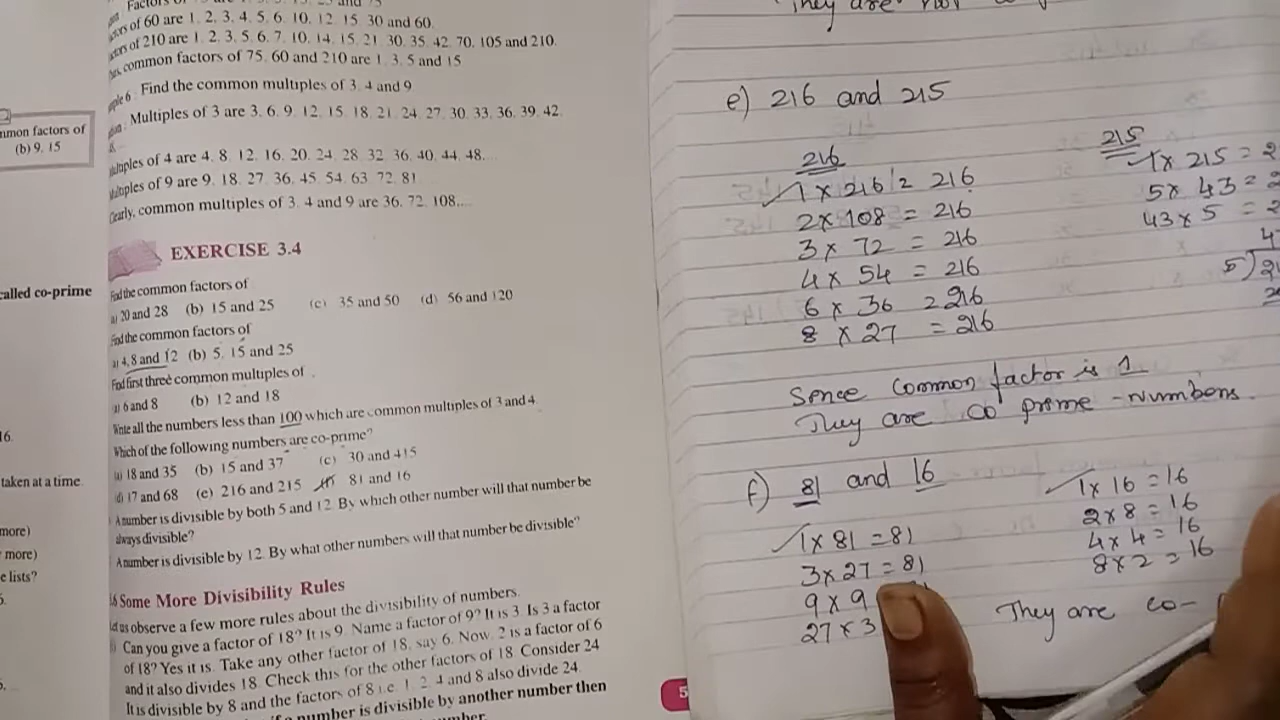 Factors of
of 60 are 1, 2, 3, 4, 5, 6, 10, 12, 15, 30 and 60.
of 210 are 1, 2, 3, 5, 6, 7, 10, 14, 15, 21, 30, 35, 42, 70, 105 and 210.
common factors of 75, 60 and 210 are 1, 3, 5 and 15
Find the common multiples of 3, 4 and 9
Multiples of 3 are 3, 6, 9, 12, 15, 18, 21, 24, 27, 30, 33, 36, 39, 42,
of 4 are 4, 8, 12, 16, 20, 24, 28, 32, 36, 40, 44, 48....
of 9 are 9, 18, 27, 36, 45, 54, 63, 72, 81
Clearly, common multiples of 3, 4 and 9 are 36, 72, 108,...
factors of
(b) 9, 15
called co-prime
taken at a time
more)
more)
lists?
EXERCISE 3.4
Find the common factors of
a) 20 and 28 (b) 15 and 25 (c) 35 and 50 (d) 56 and 120
Find the common factors of
a) 4, 8 and 12 (b) 5, 15 and 25
Find first three common multiples of
a) 6 and 8 (b) 12 and 18
Write all the numbers less than 100 which are common multiples of 3 and 4.
Which of the following numbers are co-prime?
(a) 18 and 35 (b) 15 and 37 (c) 30 and 415
(d) 17 and 68 (e) 216 and 215 81 and 16
A number is divisible by both 5 and 12. By which other number will that number be
always divisible?
A number is divisible by 12. By what other numbers will that number be divisible?
Some More Divisibility Rules
us observe a few more rules about the divisibility of numbers.
Can you give a factor of 18? It is 9. Name a factor of 9? It is 3. Is 3 a factor
of 18? Yes it is. Take any other factor of 18, say 6. Now, 2 is a factor of 6
and it also divides 18. Check this for the other factors of 18. Consider 24.
It is divisible by 8 and the factors of 8 i.e. 1, 2, 4 and 8 also divide 24.
number is divisible by another number then
5
They are not
e) 216 and 215
216
1 x 216 = 216
2 x 108 = 216
3 x 72 = 216
4 x 54 = 216
6 x 36 = 216
8 x 27 = 216
215
1 x 215 =
5 x 43 =
43 x 5 =
Sence Common factor is 1
They are co prime-numbers.
f) 81 and 16
1 x 81 = 81
3 x 27 = 81
9 x 9
27 x 3
1 x 16 = 16
2 x 8 = 16
4 x 4 = 16
8 x 2 = 16
They are co-